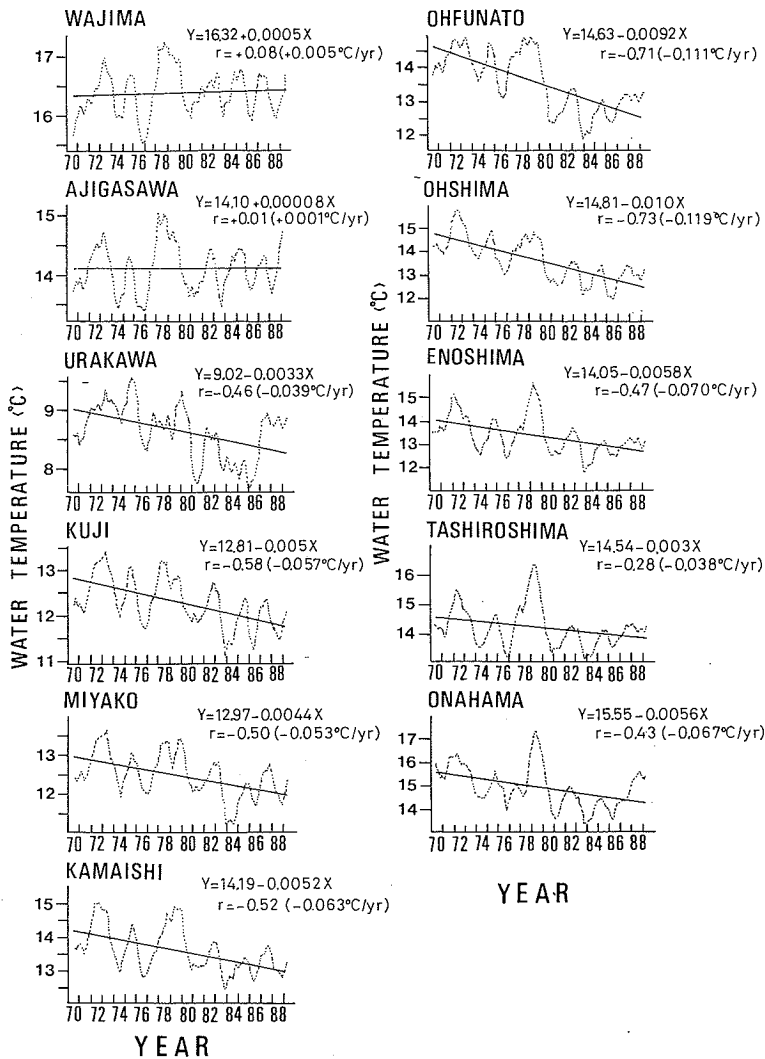 WAJIMA
Y=16.32+0.0005X
r=+0.08(+0.005°C/yr)
17
16
70 72 74 76 78 80 82 84 86 88
AJIGASAWA
Y=14.10+0.00008X
r=+0.01(+0001°C/yr)
15
14
70 72 74 76 78 80 82 84 86 88
URAKAWA
Y=9.02-0.0033X
r=-0.46(-0.039°C/yr)
9
8
70 72 74 76 78 80 82 84 86 88
KUJI
Y=12.81-0.005X
r=-0.58(-0.057°C/yr)
13
12
11
70 72 74 76 78 80 82 84 86 88
MIYAKO
Y=12.97-0.0044X
r=-0.50(-0.053°C/yr)
13
12
70 72 74 76 78 80 82 84 86 88
KAMAISHI
Y=14.19-0.0052X
r=-0.52 (-0.063°C/yr)
15
14
13
70 72 74 76 78 80 82 84 86 88
WATER TEMPERATURE (°C)
YEAR
OHFUNATO
Y=14.63-0.0092X
r=-0.71(-0.111°C/yr)
14
13
12
70 72 74 76 78 80 82 84 86 88
OHSHIMA
Y=14.81-0.010X
r=-0.73(-0.119°C/yr)
15
14
13
12
70 72 74 76 78 80 82 84 86 88
ENOSHIMA
Y=14.05-0.0058X
r=-0.47(-0.070°C/yr)
15
14
13
12
70 72 74 76 78 80 82 84 86 88
TASHIROSHIMA
Y=14.54-0.003X
r=-0.28(-0.038°C/yr)
16
15
14
70 72 74 76 78 80 82 84 86 88
ONAHAMA
Y=15.55-0.0056X
r=-0.43(-0.067°C/yr)
17
16
15
14
70 72 74 76 78 80 82 84 86 88
WATER TEMPERATURE (°C)
YEAR